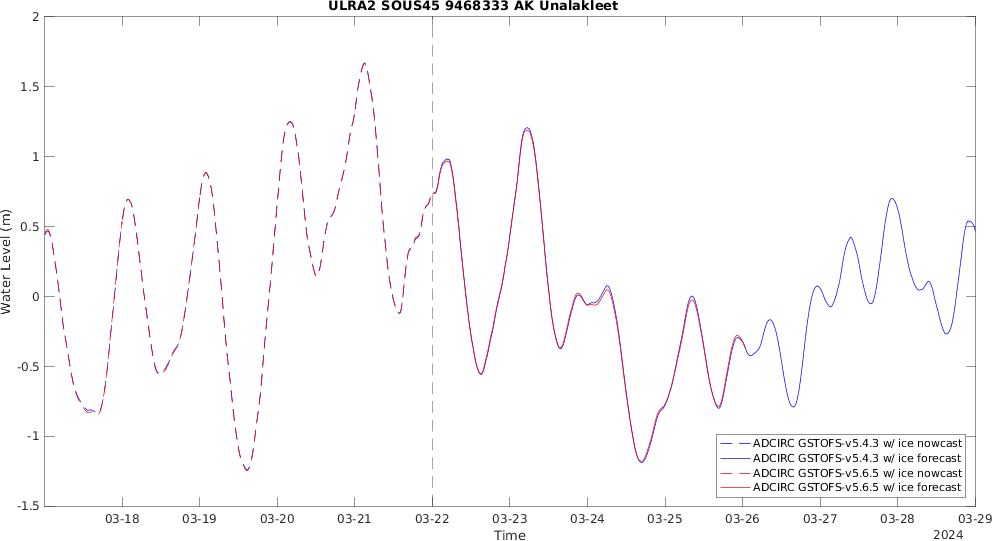 ULRA2 SOUS45 9468333 AK Unalakleet
2
1.5
1
0.5
0
-0.5
-1
-1.5
Water Level (m)
ADCIRC GSTOFS-v5.4.3 w/ ice nowcast
ADCIRC GSTOFS-v5.4.3 w/ ice forecast
ADCIRC GSTOFS-v5.6.5 w/ ice nowcast
ADCIRC GSTOFS-v5.6.5 w/ ice forecast
03-18 03-19 03-20 03-21 03-22 03-23 03-24 03-25 03-26 03-27 03-28 03-29
Time
2024